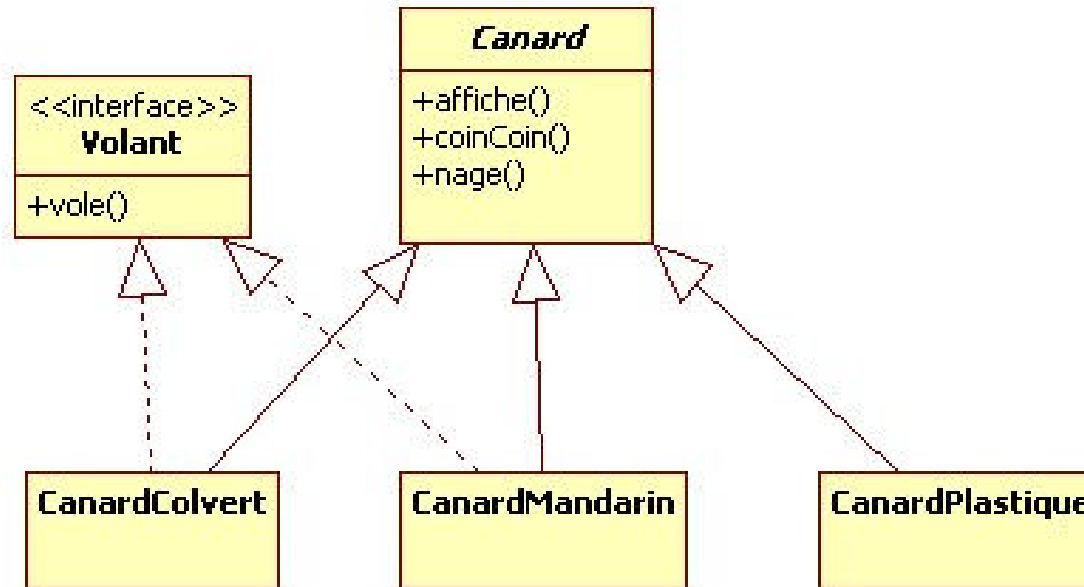 Canard
+affiche()
+coinCoin()
+nage()
<<interface>>
Volant
+vole()
CanardColvert
CanardMandarin
CanardPlastique